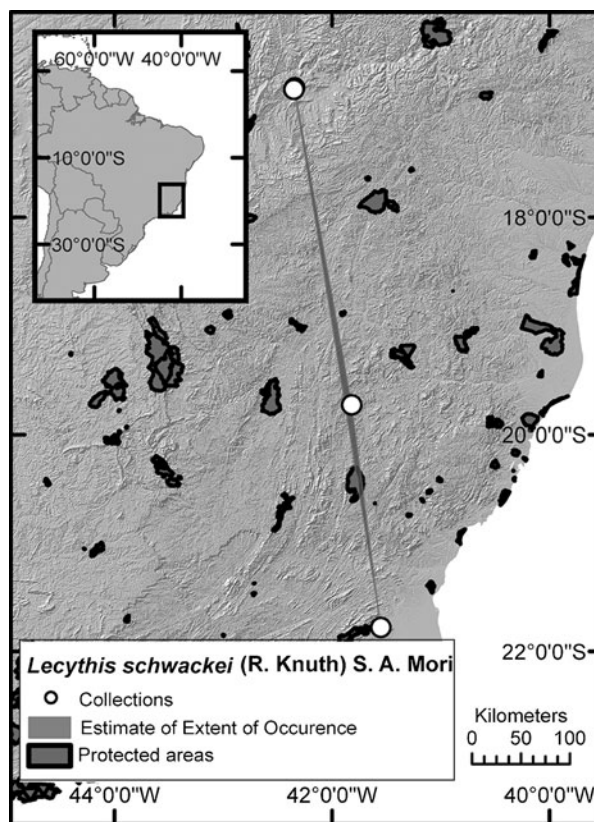 60°0'0"W 40°0'0"W
10°0'0"S
30°0'0"S
18°0'0"S
20°0'0"S
22°0'0"S
Lecythis schwackei (R. Knuth) S. A. Mori
Collections
Estimate of Extent of Occurence
Protected areas
Kilometers
0 50 100
44°0'0"W 42°0'0"W 40°0'0"W